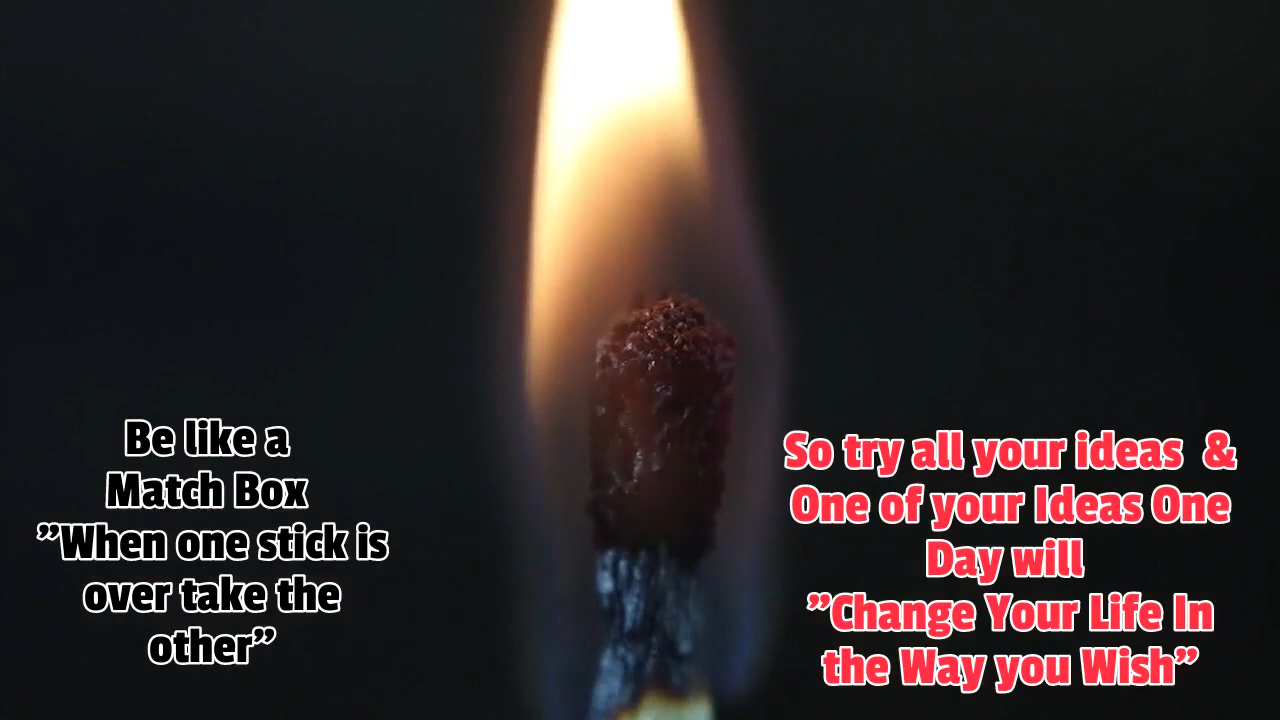 Be like a
Match Box
”When one stick is
over take the
other”
So try all your ideas  &
One of your Ideas One
Day will
”Change Your Life In
the Way you Wish”